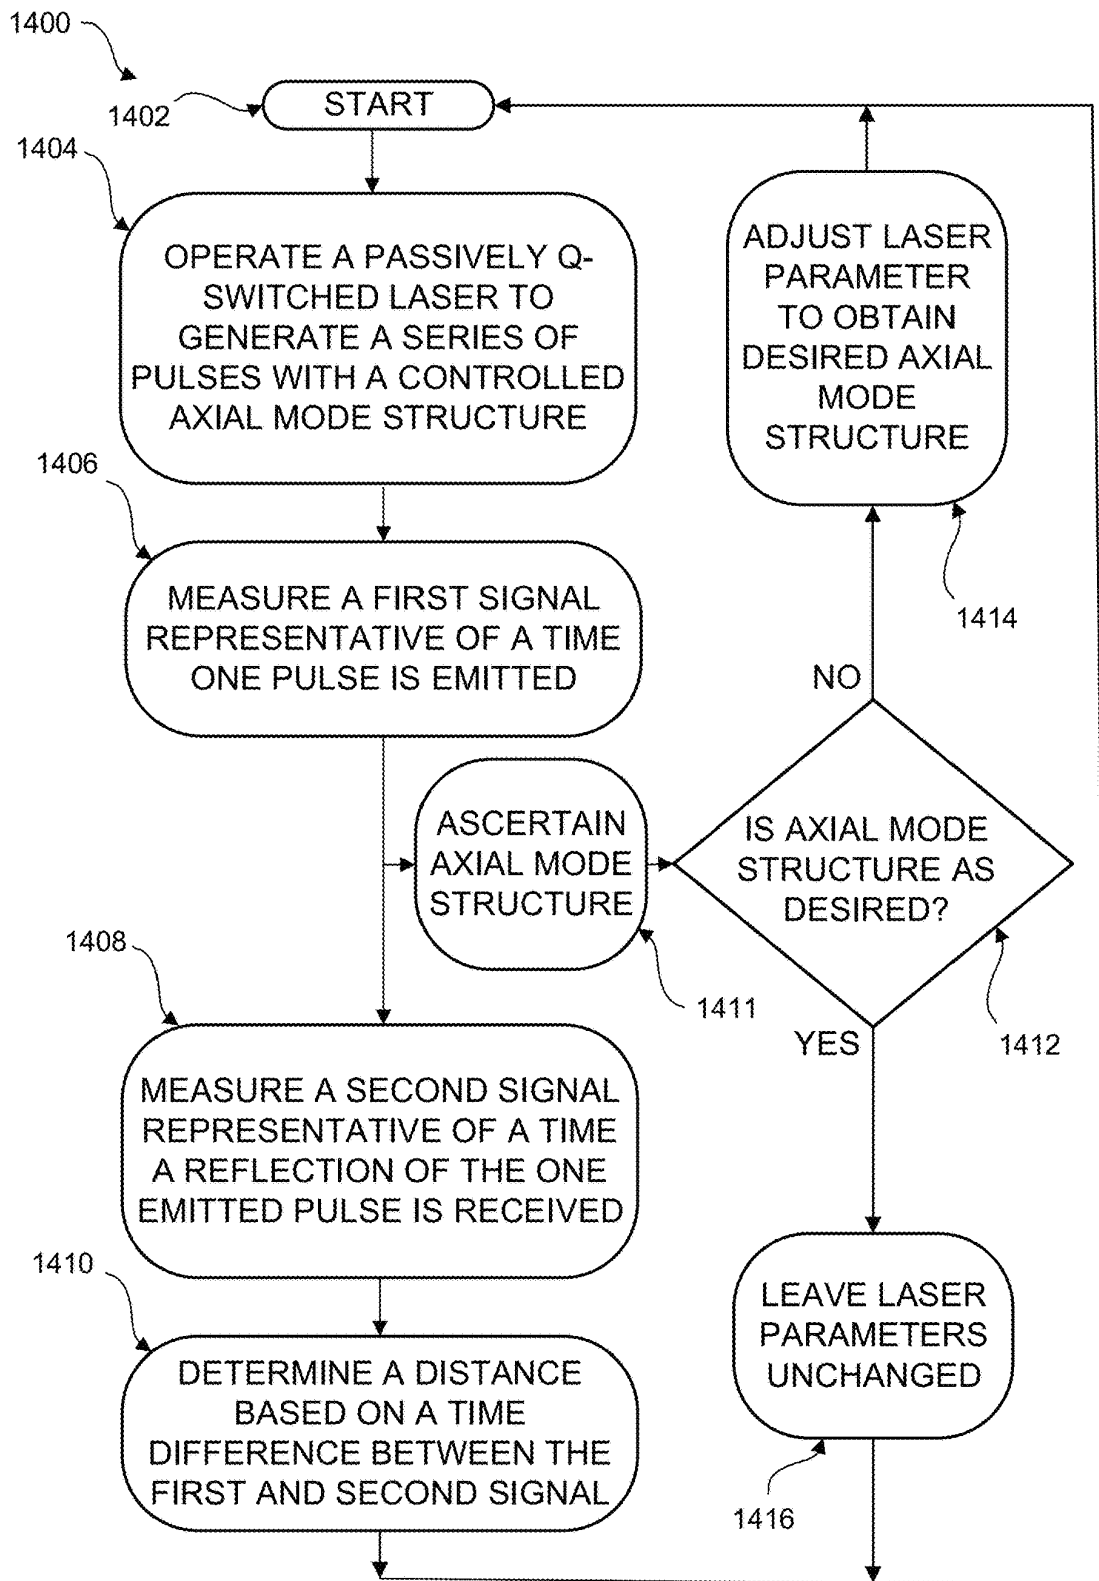 1400
1402
START
1404
OPERATE A PASSIVELY Q-
SWITCHED LASER TO
GENERATE A SERIES OF
PULSES WITH A CONTROLLED
AXIAL MODE STRUCTURE
1406
MEASURE A FIRST SIGNAL
REPRESENTATIVE OF A TIME
ONE PULSE IS EMITTED
1408
MEASURE A SECOND SIGNAL
REPRESENTATIVE OF A TIME
A REFLECTION OF THE ONE
EMITTED PULSE IS RECEIVED
1410
DETERMINE A DISTANCE
BASED ON A TIME
DIFFERENCE BETWEEN THE
FIRST AND SECOND SIGNAL
ASCERTAIN
AXIAL MODE
STRUCTURE
1411
IS AXIAL MODE
STRUCTURE AS
DESIRED?
1412
NO
ADJUST LASER
PARAMETER
TO OBTAIN
DESIRED AXIAL
MODE
STRUCTURE
1414
YES
LEAVE LASER
PARAMETERS
UNCHANGED
1416